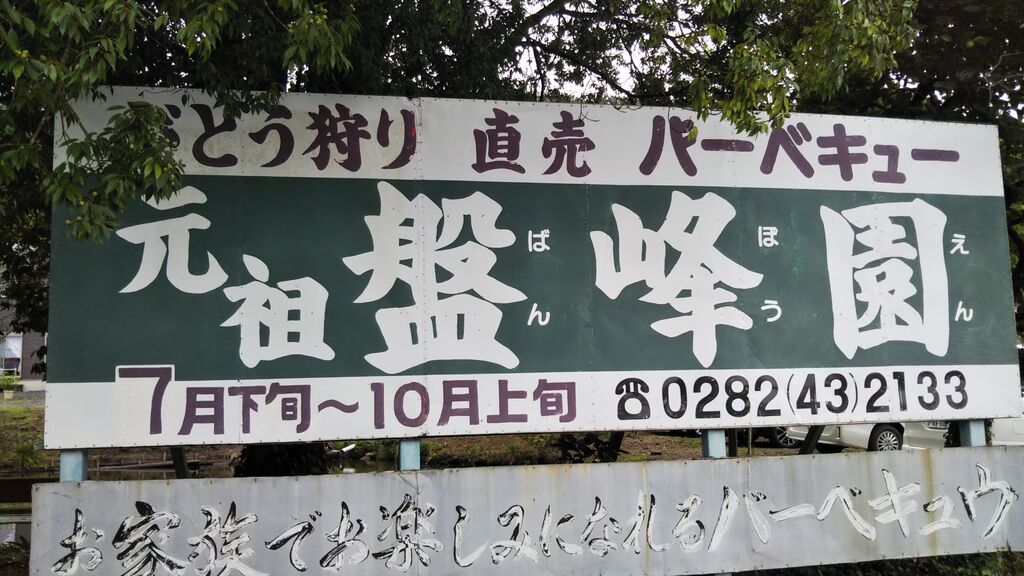 ぶどう狩り 直売 バーベキュー
元祖 盤峰園
ばん ほう えん
7月下旬～10月上旬 ☎0282(43)2133
お家族でお楽しみになれるバーベキュウ